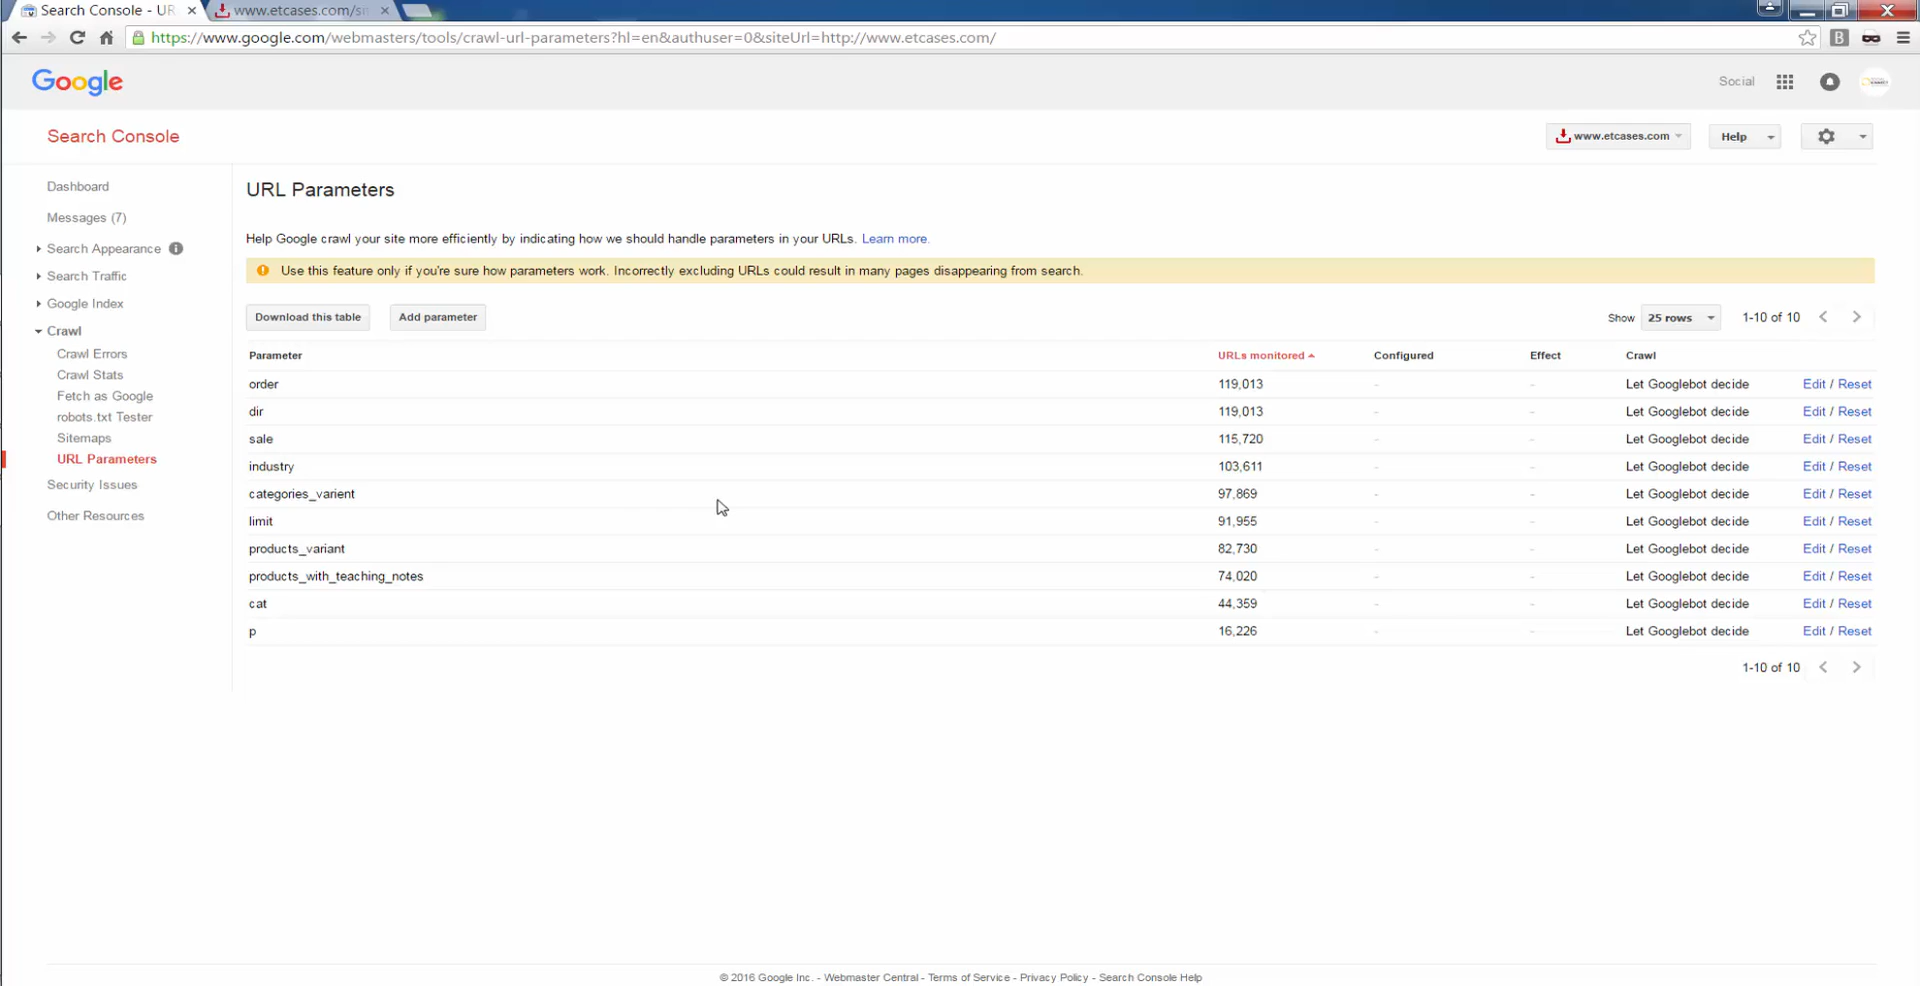 Search Console - UR
www.etcases.com/si
https://www.google.com/webmasters/tools/crawl-url-parameters?hl=en&authuser=0&siteUrl=http://www.etcases.com/
B
Google
Social
Search Console
www.etcases.com
Help
Dashboard
Messages (7)
Search Appearance
Search Traffic
Google Index
Crawl
Crawl Errors
Crawl Stats
Fetch as Google
robots.txt Tester
Sitemaps
URL Parameters
Security Issues
Other Resources
URL Parameters
Help Google crawl your site more efficiently by indicating how we should handle parameters in your URLs. Learn more.
Use this feature only if you're sure how parameters work. Incorrectly excluding URLs could result in many pages disappearing from search.
Download this table Add parameter Show 25 rows 1-10 of 10
Parameter URLs monitored Configured Effect Crawl
order 119,013 - - Let Googlebot decide Edit / Reset
dir 119,013 - - Let Googlebot decide Edit / Reset
sale 115,720 - - Let Googlebot decide Edit / Reset
industry 103,611 - - Let Googlebot decide Edit / Reset
categories_varient 97,869 - - Let Googlebot decide Edit / Reset
limit 91,955 - - Let Googlebot decide Edit / Reset
products_variant 82,730 - - Let Googlebot decide Edit / Reset
products_with_teaching_notes 74,020 - - Let Googlebot decide Edit / Reset
cat 44,359 - - Let Googlebot decide Edit / Reset
p 16,226 - - Let Googlebot decide Edit / Reset
1-10 of 10
© 2016 Google Inc. - Webmaster Central - Terms of Service - Privacy Policy - Search Console Help